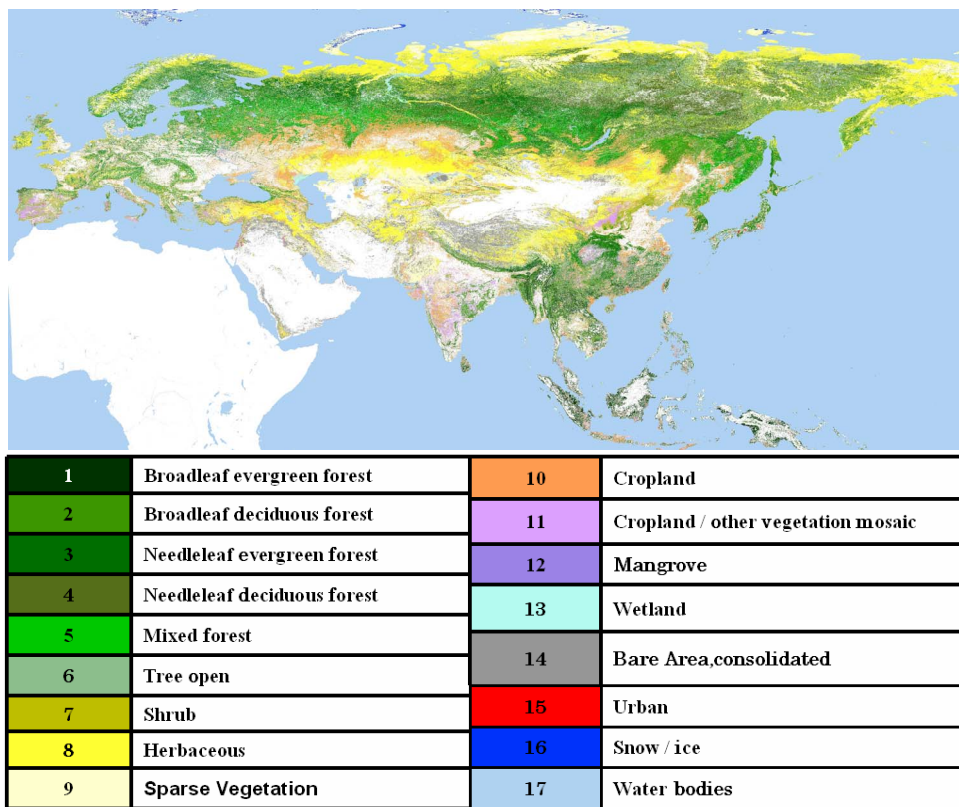 1 Broadleaf evergreen forest
2 Broadleaf deciduous forest
3 Needleleaf evergreen forest
4 Needleleaf deciduous forest
5 Mixed forest
6 Tree open
7 Shrub
8 Herbaceous
9 Sparse Vegetation
10 Cropland
11 Cropland / other vegetation mosaic
12 Mangrove
13 Wetland
14 Bare Area,consolidated
15 Urban
16 Snow / ice
17 Water bodies